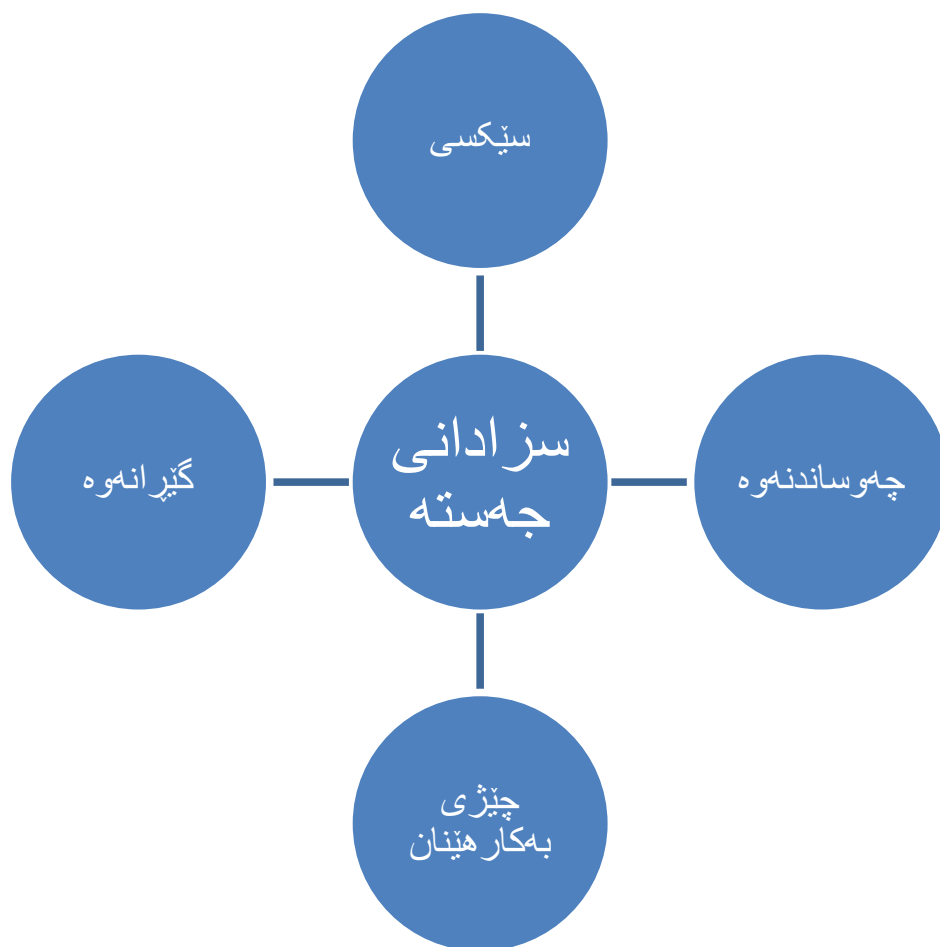 سێکسی
سزادانی
جەستە
چەوساندنەوە
گێڕانەوە
چێژی
بەکارهێنان